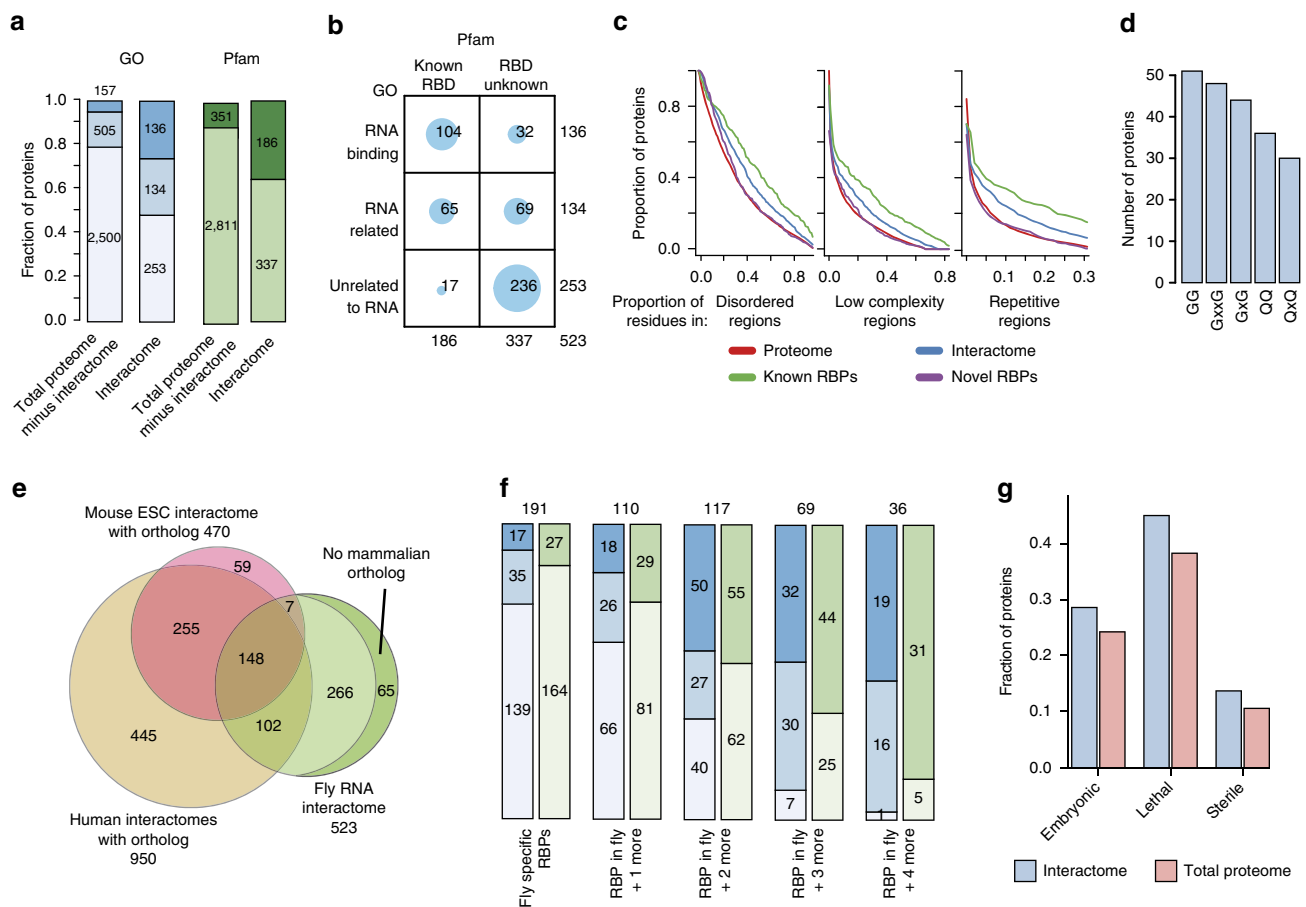 a
GO
Pfam
157
1.0
0.8
0.6
0.4
0.2
0.0
Fraction of proteins
505
2,500
136
134
253
351
2,811
186
337
Total proteome
minus interactome
Interactome
Total proteome
minus interactome
Interactome
b
Pfam
GO
Known
RBD
RBD
unknown
RNA
binding
104
32
136
RNA
related
65
69
134
Unrelated
to RNA
17
236
253
186
337
523
c
Proportion of proteins
0.8
0.4
0.0
0.0
0.4
0.8
0.0
0.4
0.8
0.1
0.2
0.3
Proportion of
residues in:
Disordered
regions
Low complexity
regions
Repetitive
regions
Proteome
Interactome
Known RBPs
Novel RBPs
d
Number of proteins
50
40
30
20
10
0
GG
GxxG
GxG
QQ
QxQ
e
Mouse ESC interactome
with ortholog 470
No mammalian
ortholog
59
7
255
148
266
65
102
445
Fly RNA
interactome
523
Human interactomes
with ortholog
950
f
191
110
117
69
36
17
35
139
27
164
18
26
66
29
81
50
27
40
55
62
32
30
7
44
25
19
16
1
31
5
Fly specific
RBPs
RBP in fly
+ 1 more
RBP in fly
+ 2 more
RBP in fly
+ 3 more
RBP in fly
+ 4 more
g
Fraction of proteins
0.4
0.3
0.2
0.1
0.0
Embryonic
Lethal
Sterile
Interactome
Total proteome